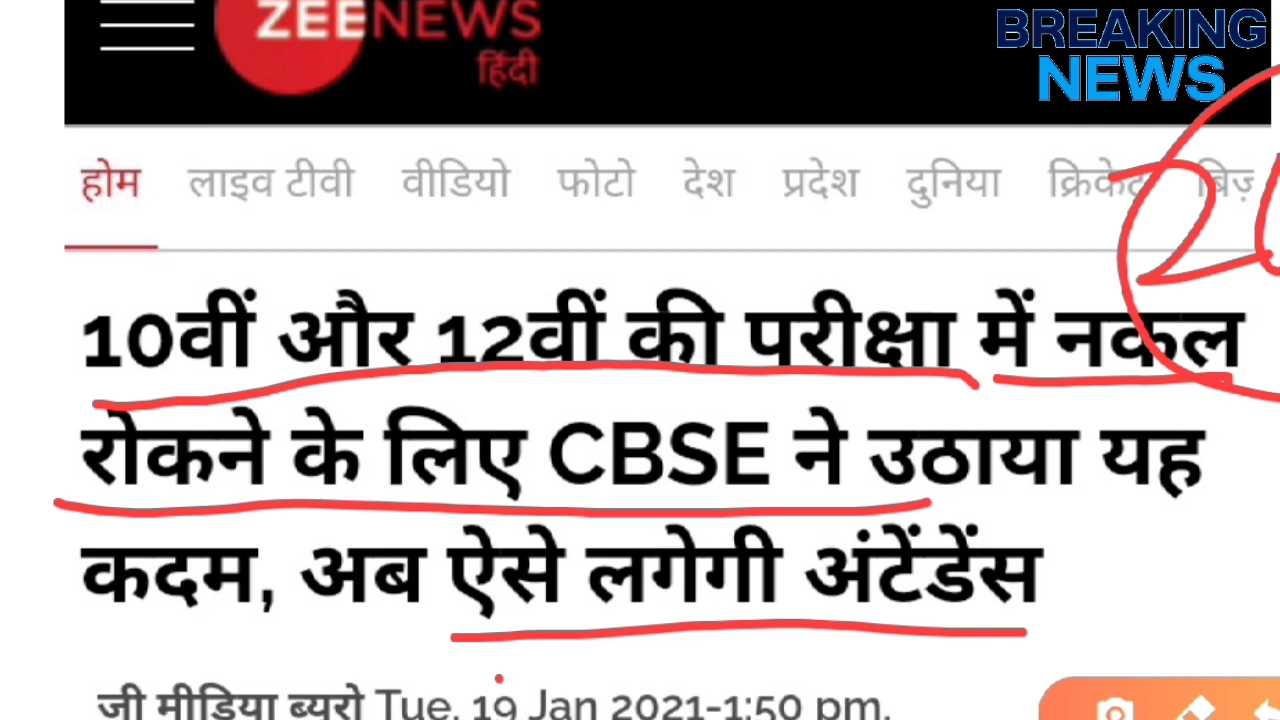 ZEENEWS
हिंदी
BREAKING
NEWS
होम लाइव टीवी वीडियो फोटो देश प्रदेश दुनिया क्रिकेट बिज़
10वीं और 12वीं की परीक्षा में नकल
रोकने के लिए CBSE ने उठाया यह
कदम, अब ऐसे लगेगी अंटेंडेंस
जी मीडिया ब्यूरो Tue, 19 Jan 2021-1:50 pm,